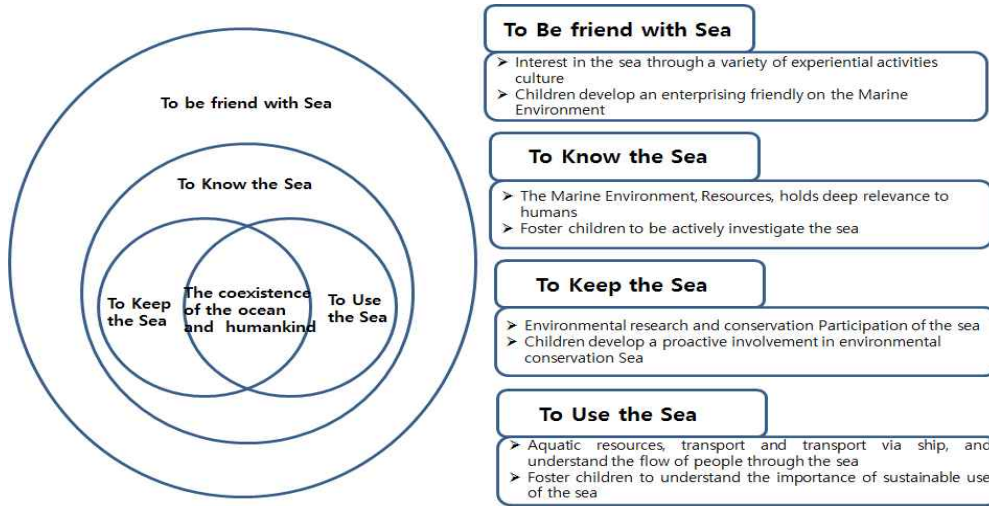 To be friend with Sea
To Know the Sea
To Keep
the Sea
The coexistence
of the ocean
and humankind
To Use
the Sea
To Be friend with Sea
➢ Interest in the sea through a variety of experiential activities
culture
➢ Children develop an enterprising friendly on the Marine
Environment
To Know the Sea
➢ The Marine Environment, Resources, holds deep relevance to
humans
➢ Foster children to be actively investigate the sea
To Keep the Sea
➢ Environmental research and conservation Participation of the sea
➢ Children develop a proactive involvement in environmental
conservation Sea
To Use the Sea
➢ Aquatic resources, transport and transport via ship, and
understand the flow of people through the sea
➢ Foster children to understand the importance of sustainable use
of the sea